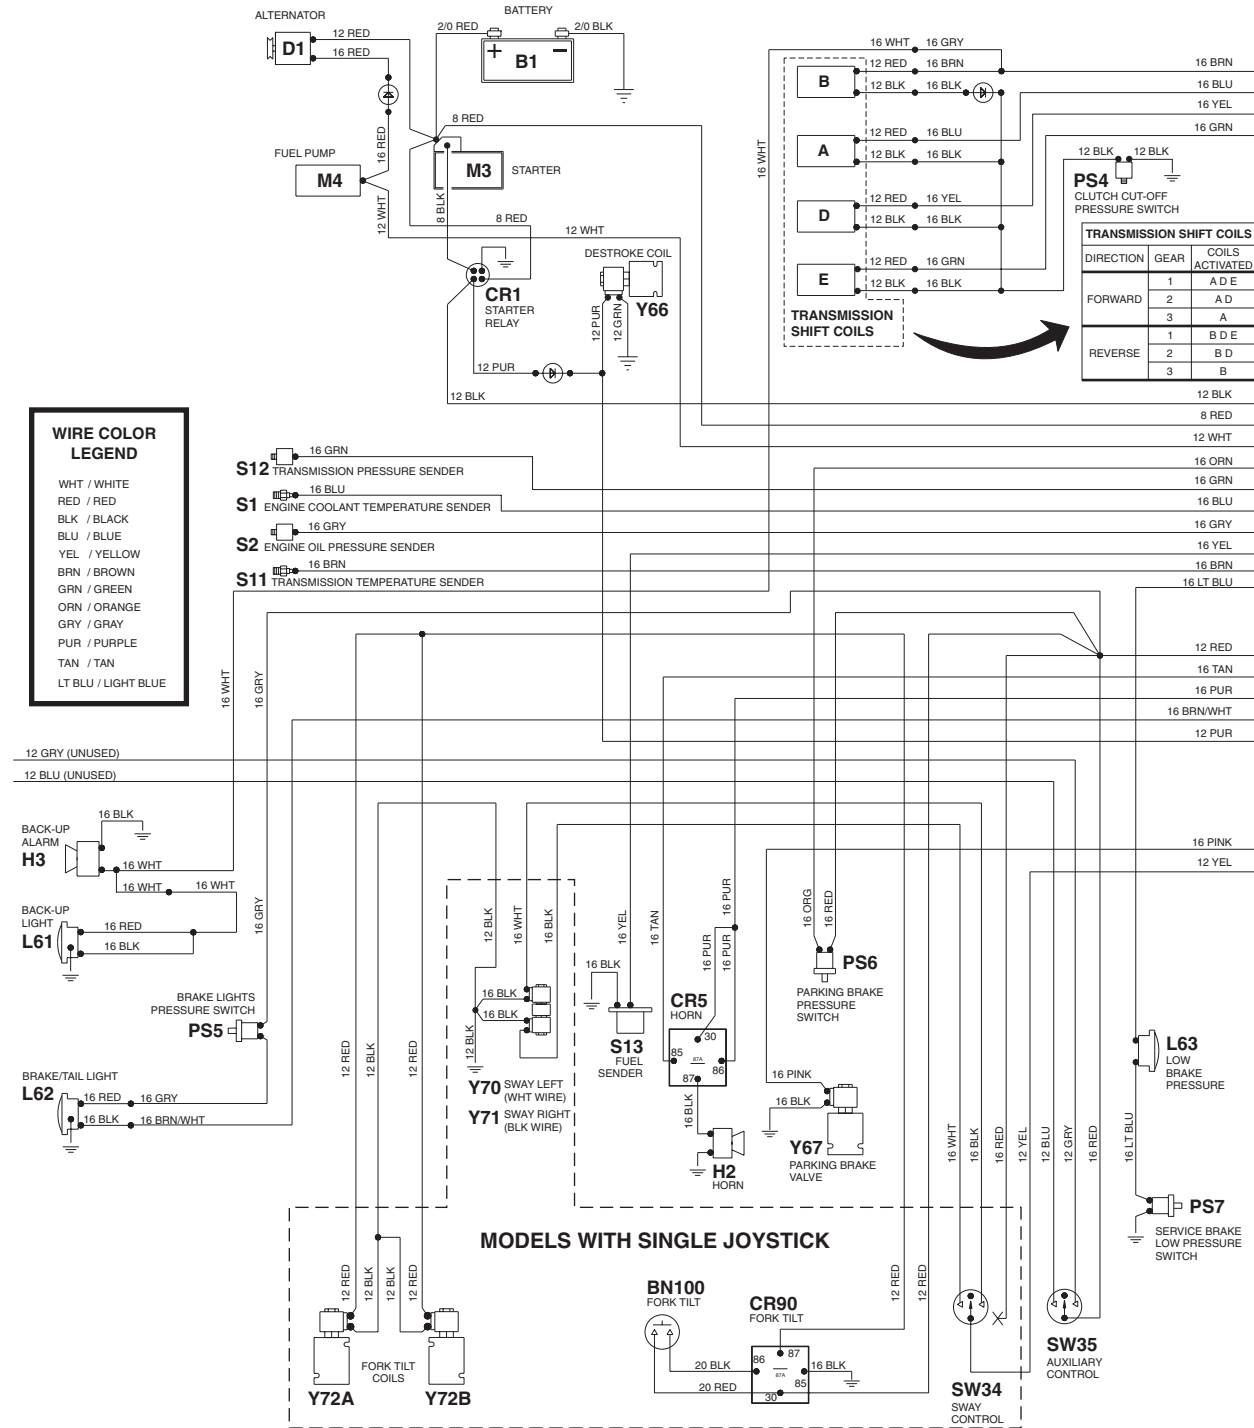 ALTERNATOR
D1
12 RED
16 RED
BATTERY
2/0 RED
2/0 BLK
+
−
B1
8 RED
16 RED
FUEL PUMP
M4
M3
STARTER
12 WHT
8 BLK
8 RED
12 WHT
CR1
STARTER
RELAY
DESTROKE COIL
Y66
12 PUR
12 GRN
12 PUR
12 BLK
16 WHT
16 GRY
12 RED
16 BRN
16 BRN
B
12 BLK
16 BLK
16 BLU
16 YEL
16 GRN
16 WHT
A
12 RED
16 BLU
12 BLK
16 BLK
D
12 RED
16 YEL
12 BLK
16 BLK
E
12 RED
16 GRN
12 BLK
16 BLK
TRANSMISSION
SHIFT COILS
12 BLK
12 BLK
PS4
CLUTCH CUT-OFF
PRESSURE SWITCH
TRANSMISSION SHIFT COILS
DIRECTION GEAR COILS
ACTIVATED
FORWARD
1 A D E
2 A D
3 A
REVERSE
1 B D E
2 B D
3 B
12 BLK
8 RED
12 WHT
16 ORN
16 GRN
16 BLU
16 GRY
16 YEL
16 BRN
16 LT BLU
12 RED
16 TAN
16 PUR
16 BRN/WHT
12 PUR
WIRE COLOR
LEGEND
WHT / WHITE
RED / RED
BLK / BLACK
BLU / BLUE
YEL / YELLOW
BRN / BROWN
GRN / GREEN
ORN / ORANGE
GRY / GRAY
PUR / PURPLE
TAN / TAN
LT BLU / LIGHT BLUE
16 GRN
S12 TRANSMISSION PRESSURE SENDER
16 BLU
S1 ENGINE COOLANT TEMPERATURE SENDER
16 GRY
S2 ENGINE OIL PRESSURE SENDER
16 BRN
S11 TRANSMISSION TEMPERATURE SENDER
16 WHT
16 GRY
12 GRY (UNUSED)
12 BLU (UNUSED)
16 BLK
BACK-UP
ALARM
H3
16 WHT
16 WHT
16 WHT
BACK-UP
LIGHT
L61
16 RED
16 BLK
16 GRY
BRAKE LIGHTS
PRESSURE SWITCH
PS5
BRAKE/TAIL LIGHT
L62
16 RED
16 GRY
16 BLK
16 BRN/WHT
12 RED
12 BLK
12 RED
12 BLK
16 WHT
16 BLK
16 BLK
16 BLK
12 BLK
Y70 SWAY LEFT
(WHT WIRE)
Y71 SWAY RIGHT
(BLK WIRE)
16 YEL
16 TAN
16 BLK
S13
FUEL
SENDER
16 PUR
16 PUR
16 PUR
CR5
HORN
30
85
87A
86
87
16 BLK
H2
HORN
16 ORG
16 RED
PS6
PARKING BRAKE
PRESSURE
SWITCH
16 PINK
12 YEL
16 PINK
16 BLK
Y67
PARKING BRAKE
VALVE
L63
LOW
BRAKE
PRESSURE
16 WHT
16 BLK
16 RED
12 YEL
12 BLU
12 GRY
16 RED
16 LT BLU
PS7
SERVICE BRAKE
LOW PRESSURE
SWITCH
MODELS WITH SINGLE JOYSTICK
12 RED
12 BLK
12 BLK
12 RED
FORK TILT
COILS
Y72A
Y72B
BN100
FORK TILT
CR90
FORK TILT
12 RED
12 RED
86
87
87A
85
30
20 BLK
20 RED
16 BLK
SW34
SWAY
CONTROL
SW35
AUXILIARY
CONTROL